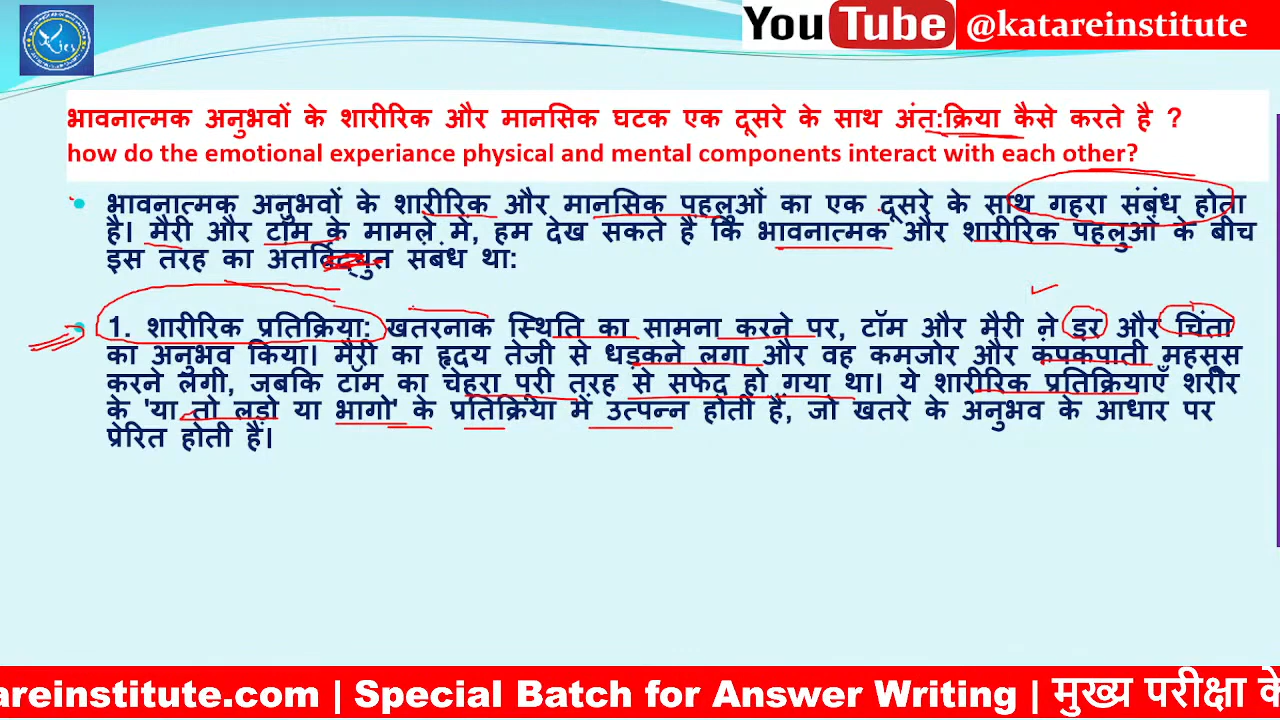 YouTube @katareinstitute
भावनात्मक अनुभवों के शारीरिक और मानसिक घटक एक दूसरे के साथ अंत:क्रिया कैसे करते है ?
how do the emotional experiance physical and mental components interact with each other?
भावनात्मक अनुभवों के शारीरिक और मानसिक पहलुओं का एक दूसरे के साथ गहरा संबंध होता
है। मैरी और टॉम के मामले में, हम देख सकते हैं कि भावनात्मक और शारीरिक पहलुओं के बीच
इस तरह का संबंध था:
1. शारीरिक प्रतिक्रिया: खतरनाक स्थिति का सामना करने पर, टॉम और मैरी ने डर और चिंता
का अनुभव किया। मैरी का हृदय तेजी से धड़कने लगा और वह कमजोर और कंपकंपाती महसूस
करने लगी, जबकि टॉम का चेहरा पूरी तरह से सफेद हो गया था। ये शारीरिक प्रतिक्रियाएँ शरीर
के 'या तो लड़ो या भागो' के प्रतिक्रिया में उत्पन्न होती हैं, जो खतरे के अनुभव के आधार पर
प्रेरित होती हैं।
areinstitute.com | Special Batch for Answer Writing | मुख्य परीक्षा के